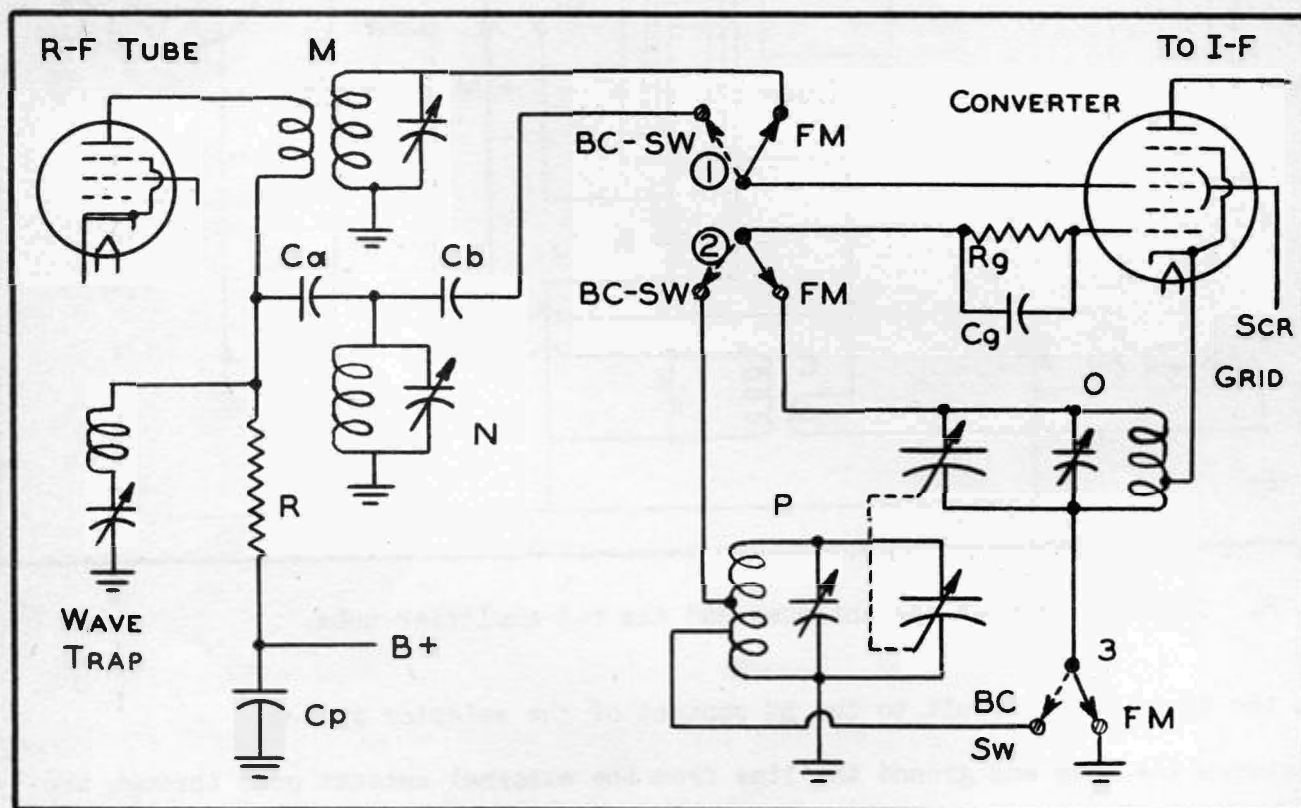 R-F TUBE
M
TO I-F
CONVERTER
BC-SW
FM
1
2
BC-SW
FM
Ca
Cb
Rg
Cg
SCR
GRID
O
N
R
P
WAVE
TRAP
B+
Cp
3
BC
SW
FM